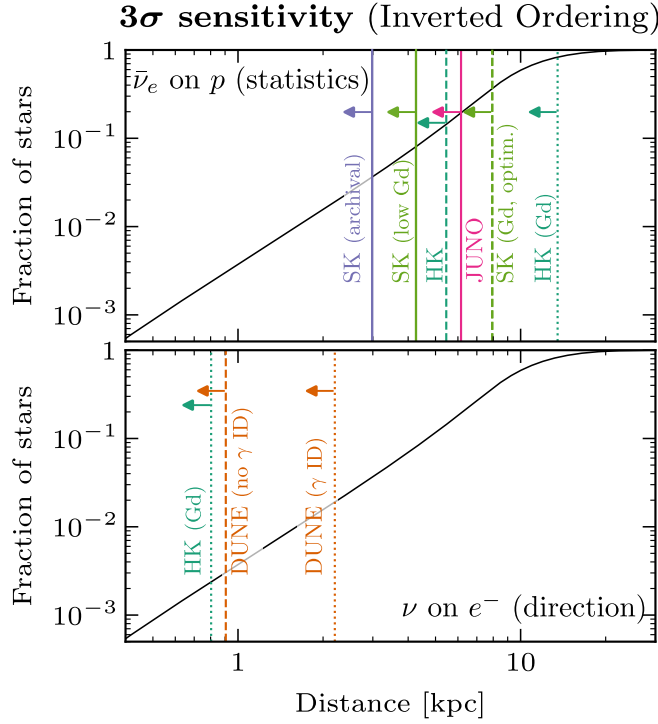 3σ sensitivity (Inverted Ordering)
ν̄ₑ on p (statistics)
Fraction of stars
1
10⁻¹
10⁻²
10⁻³
SK (archival)
SK (low Gd)
HK
JUNO
SK (Gd, optim.)
HK (Gd)
Fraction of stars
1
10⁻¹
10⁻²
10⁻³
HK (Gd)
DUNE (no γ ID)
DUNE (γ ID)
ν on e⁻ (direction)
1
10
Distance [kpc]